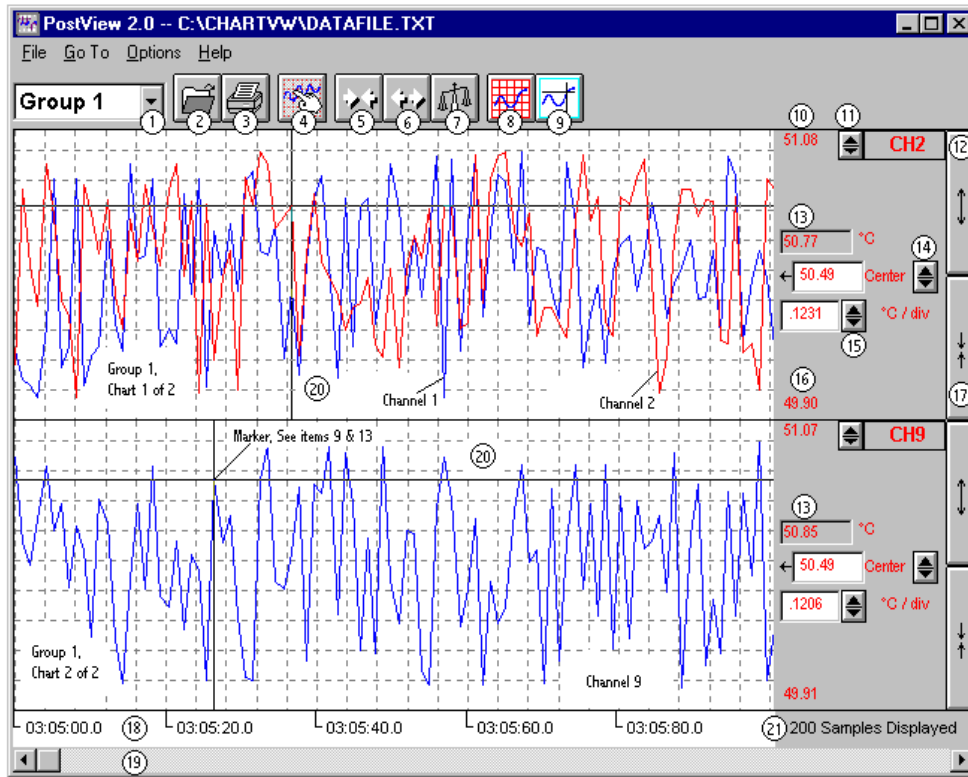 PostView 2.0 -- C:\CHARTVW\DATAFILE.TXT
File Go To Options Help
Group 1
1 2 3 4 5 6 7 8 9
10 11
51.08 CH2 12
13
50.77 °C
14
50.49 Center
.1231 °C / div
15
16
49.90
17
Group 1,
Chart 1 of 2
20
Channel 1
Channel 2
51.07 CH9
Marker, See items 9 & 13
20
13
50.85 °C
50.49 Center
.1206 °C / div
Group 1,
Chart 2 of 2
Channel 9
49.91
03:05:00.0 18 03:05:20.0 03:05:40.0 03:05:60.0 03:05:80.0 21 200 Samples Displayed
19